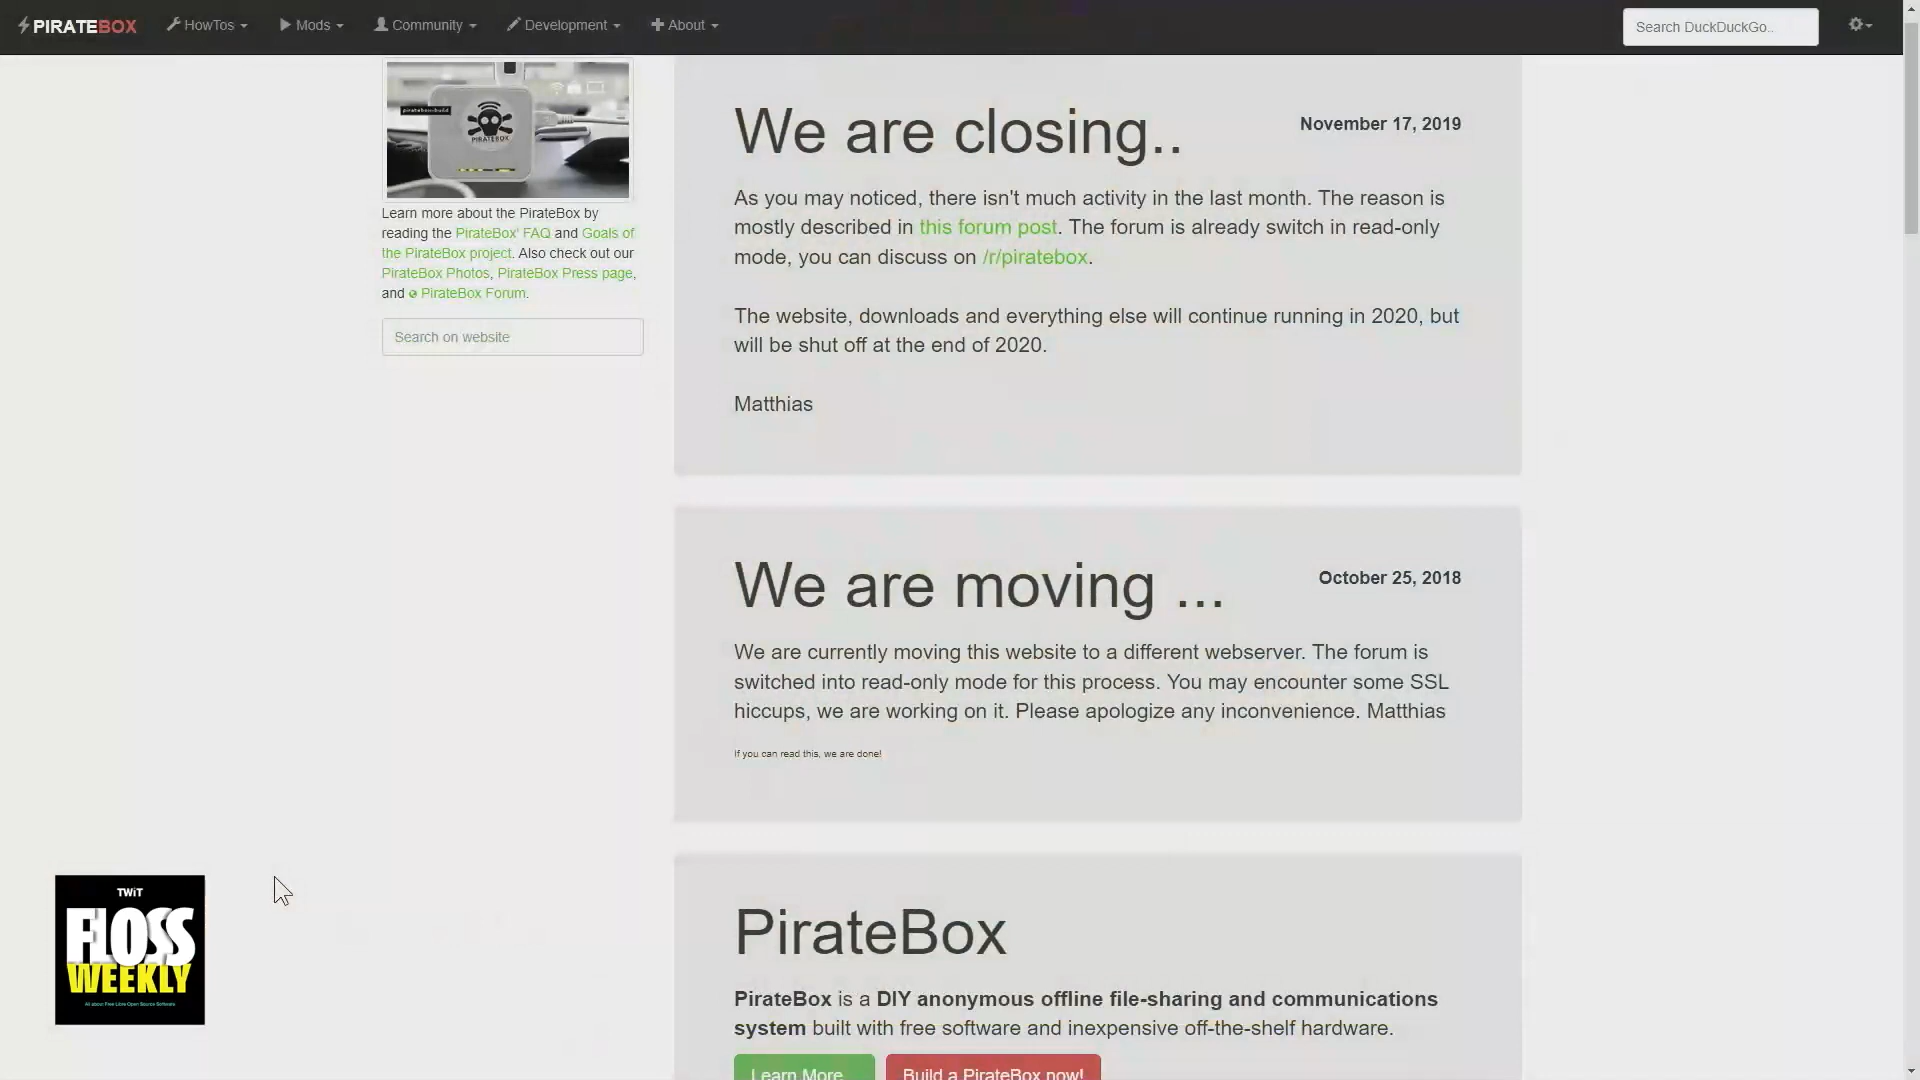 PIRATEBOX HowTos Mods Community Development About Search DuckDuckGo..
pirateboxbuild
PIRATEBOX
Learn more about the PirateBox by
reading the PirateBox' FAQ and Goals of
the PirateBox project. Also check out our
PirateBox Photos, PirateBox Press page,
and PirateBox Forum.
Search on website
We are closing..
November 17, 2019
As you may noticed, there isn't much activity in the last month. The reason is
mostly described in this forum post. The forum is already switch in read-only
mode, you can discuss on /r/piratebox.
The website, downloads and everything else will continue running in 2020, but
will be shut off at the end of 2020.
Matthias
We are moving ...
October 25, 2018
We are currently moving this website to a different webserver. The forum is
switched into read-only mode for this process. You may encounter some SSL
hiccups, we are working on it. Please apologize any inconvenience. Matthias
If you can read this, we are done!
PirateBox
PirateBox is a DIY anonymous offline file-sharing and communications
system built with free software and inexpensive off-the-shelf hardware.
Learn More
Build a PirateBox now!
TWiT
FLOSS
WEEKLY
All about Free Libre Open Source Software